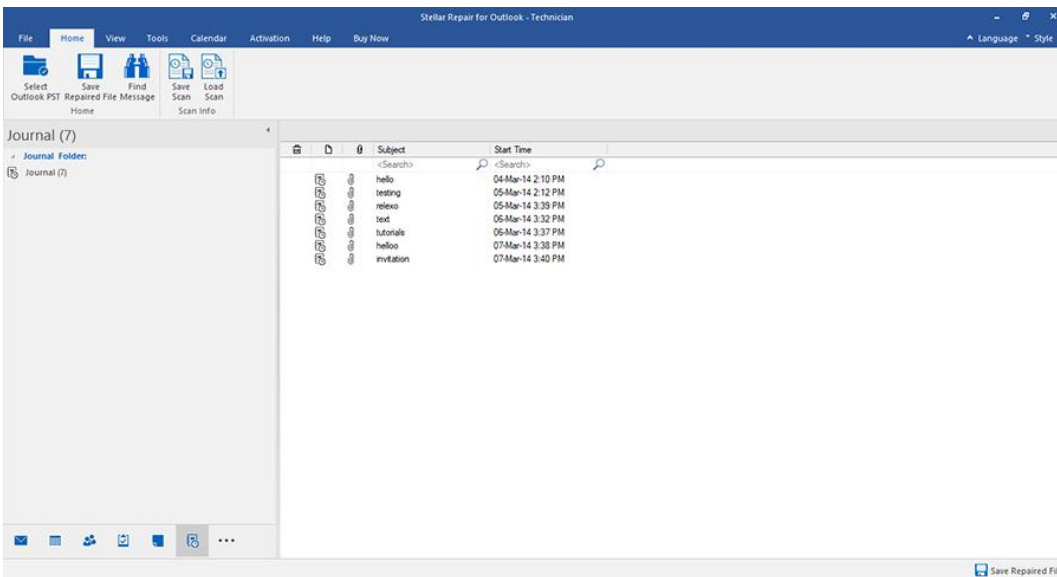 Stellar Repair for Outlook - Technician
File Home View Tools Calendar Activation Help Buy Now Language Style
Select Outlook PST
Save Repaired File
Find Message
Save Scan
Load Scan
Home Scan Info
Journal (7)
Journal Folder:
Journal (7)
Subject Start Time
<Search> <Search>
hello 04-Mar-14 2:10 PM
testing 05-Mar-14 2:12 PM
relexo 05-Mar-14 3:39 PM
text 06-Mar-14 3:32 PM
tutorials 06-Mar-14 3:37 PM
helloo 07-Mar-14 3:38 PM
invitation 07-Mar-14 3:40 PM
Save Repaired Fi